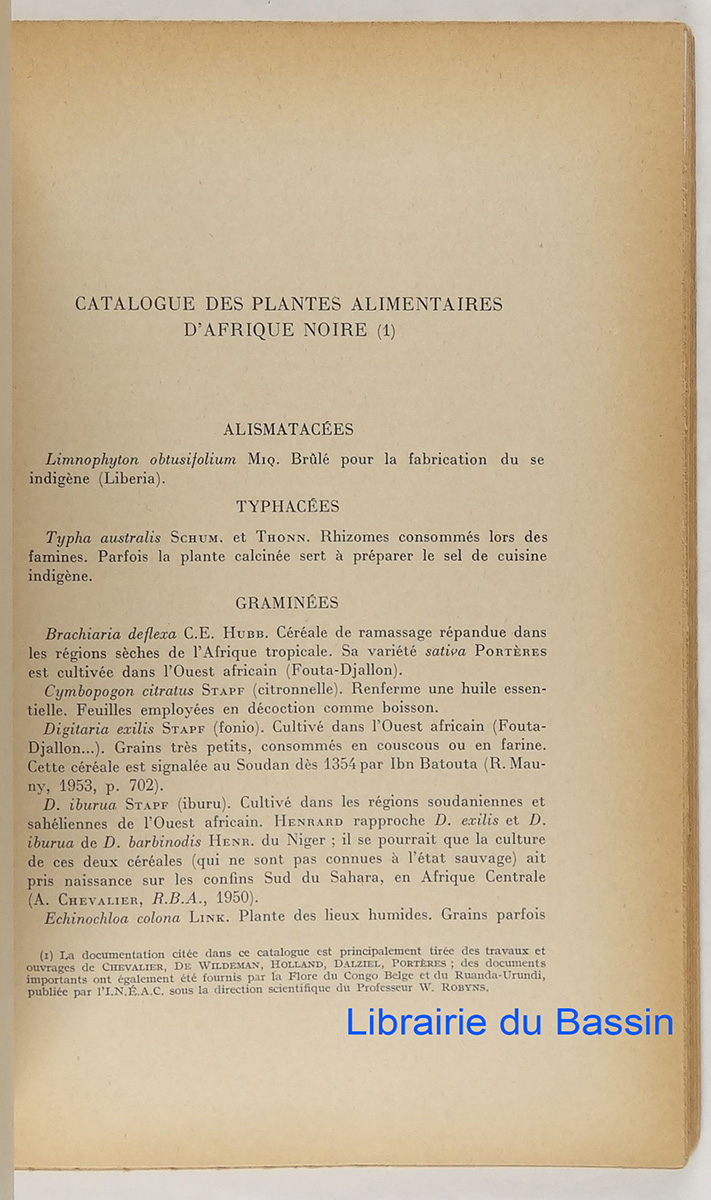 CATALOGUE DES PLANTES ALIMENTAIRES
D'AFRIQUE NOIRE (1)
ALISMATACÉES
Limnophyton obtusifolium Miq. Brûlé pour la fabrication du se
indigène (Liberia).
TYPHACÉES
Typha australis Schum. et Thonn. Rhizomes consommés lors des
famines. Parfois la plante calcinée sert à préparer le sel de cuisine
indigène.
GRAMINÉES
Brachiaria deflexa C.E. Hubb. Céréale de ramassage répandue dans
les régions sèches de l'Afrique tropicale. Sa variété sativa Portères
est cultivée dans l'Ouest africain (Fouta-Djallon).
Cymbopogon citratus Stapf (citronnelle). Renferme une huile essen-
tielle. Feuilles employées en décoction comme boisson.
Digitaria exilis Stapf (fonio). Cultivé dans l'Ouest africain (Fouta-
Djallon...). Grains très petits, consommés en couscous ou en farine.
Cette céréale est signalée au Soudan dès 1354 par Ibn Batouta (R. Mau-
ny, 1953, p. 702).
D. iburua Stapf (iburu). Cultivé dans les régions soudaniennes et
sahéliennes de l'Ouest africain. Henrard rapproche D. exilis et D.
iburua de D. barbinodis Henr. du Niger ; il se pourrait que la culture
de ces deux céréales (qui ne sont pas connues à l'état sauvage) ait
pris naissance sur les confins Sud du Sahara, en Afrique Centrale
(A. Chevalier, R.B.A., 1950).
Echinochloa colona Link. Plante des lieux humides. Grains parfois
(1) La documentation citée dans ce catalogue est principalement tirée des travaux et
ouvrages de Chevalier, De Wildeman, Holland, Dalziel, Portères ; des documents
importants ont également été fournis par la Flore du Congo Belge et du Ruanda-Urundi,
publiée par l'I.N.É.A.C. sous la direction scientifique du Professeur W. Robyns.
Librairie du Bassin